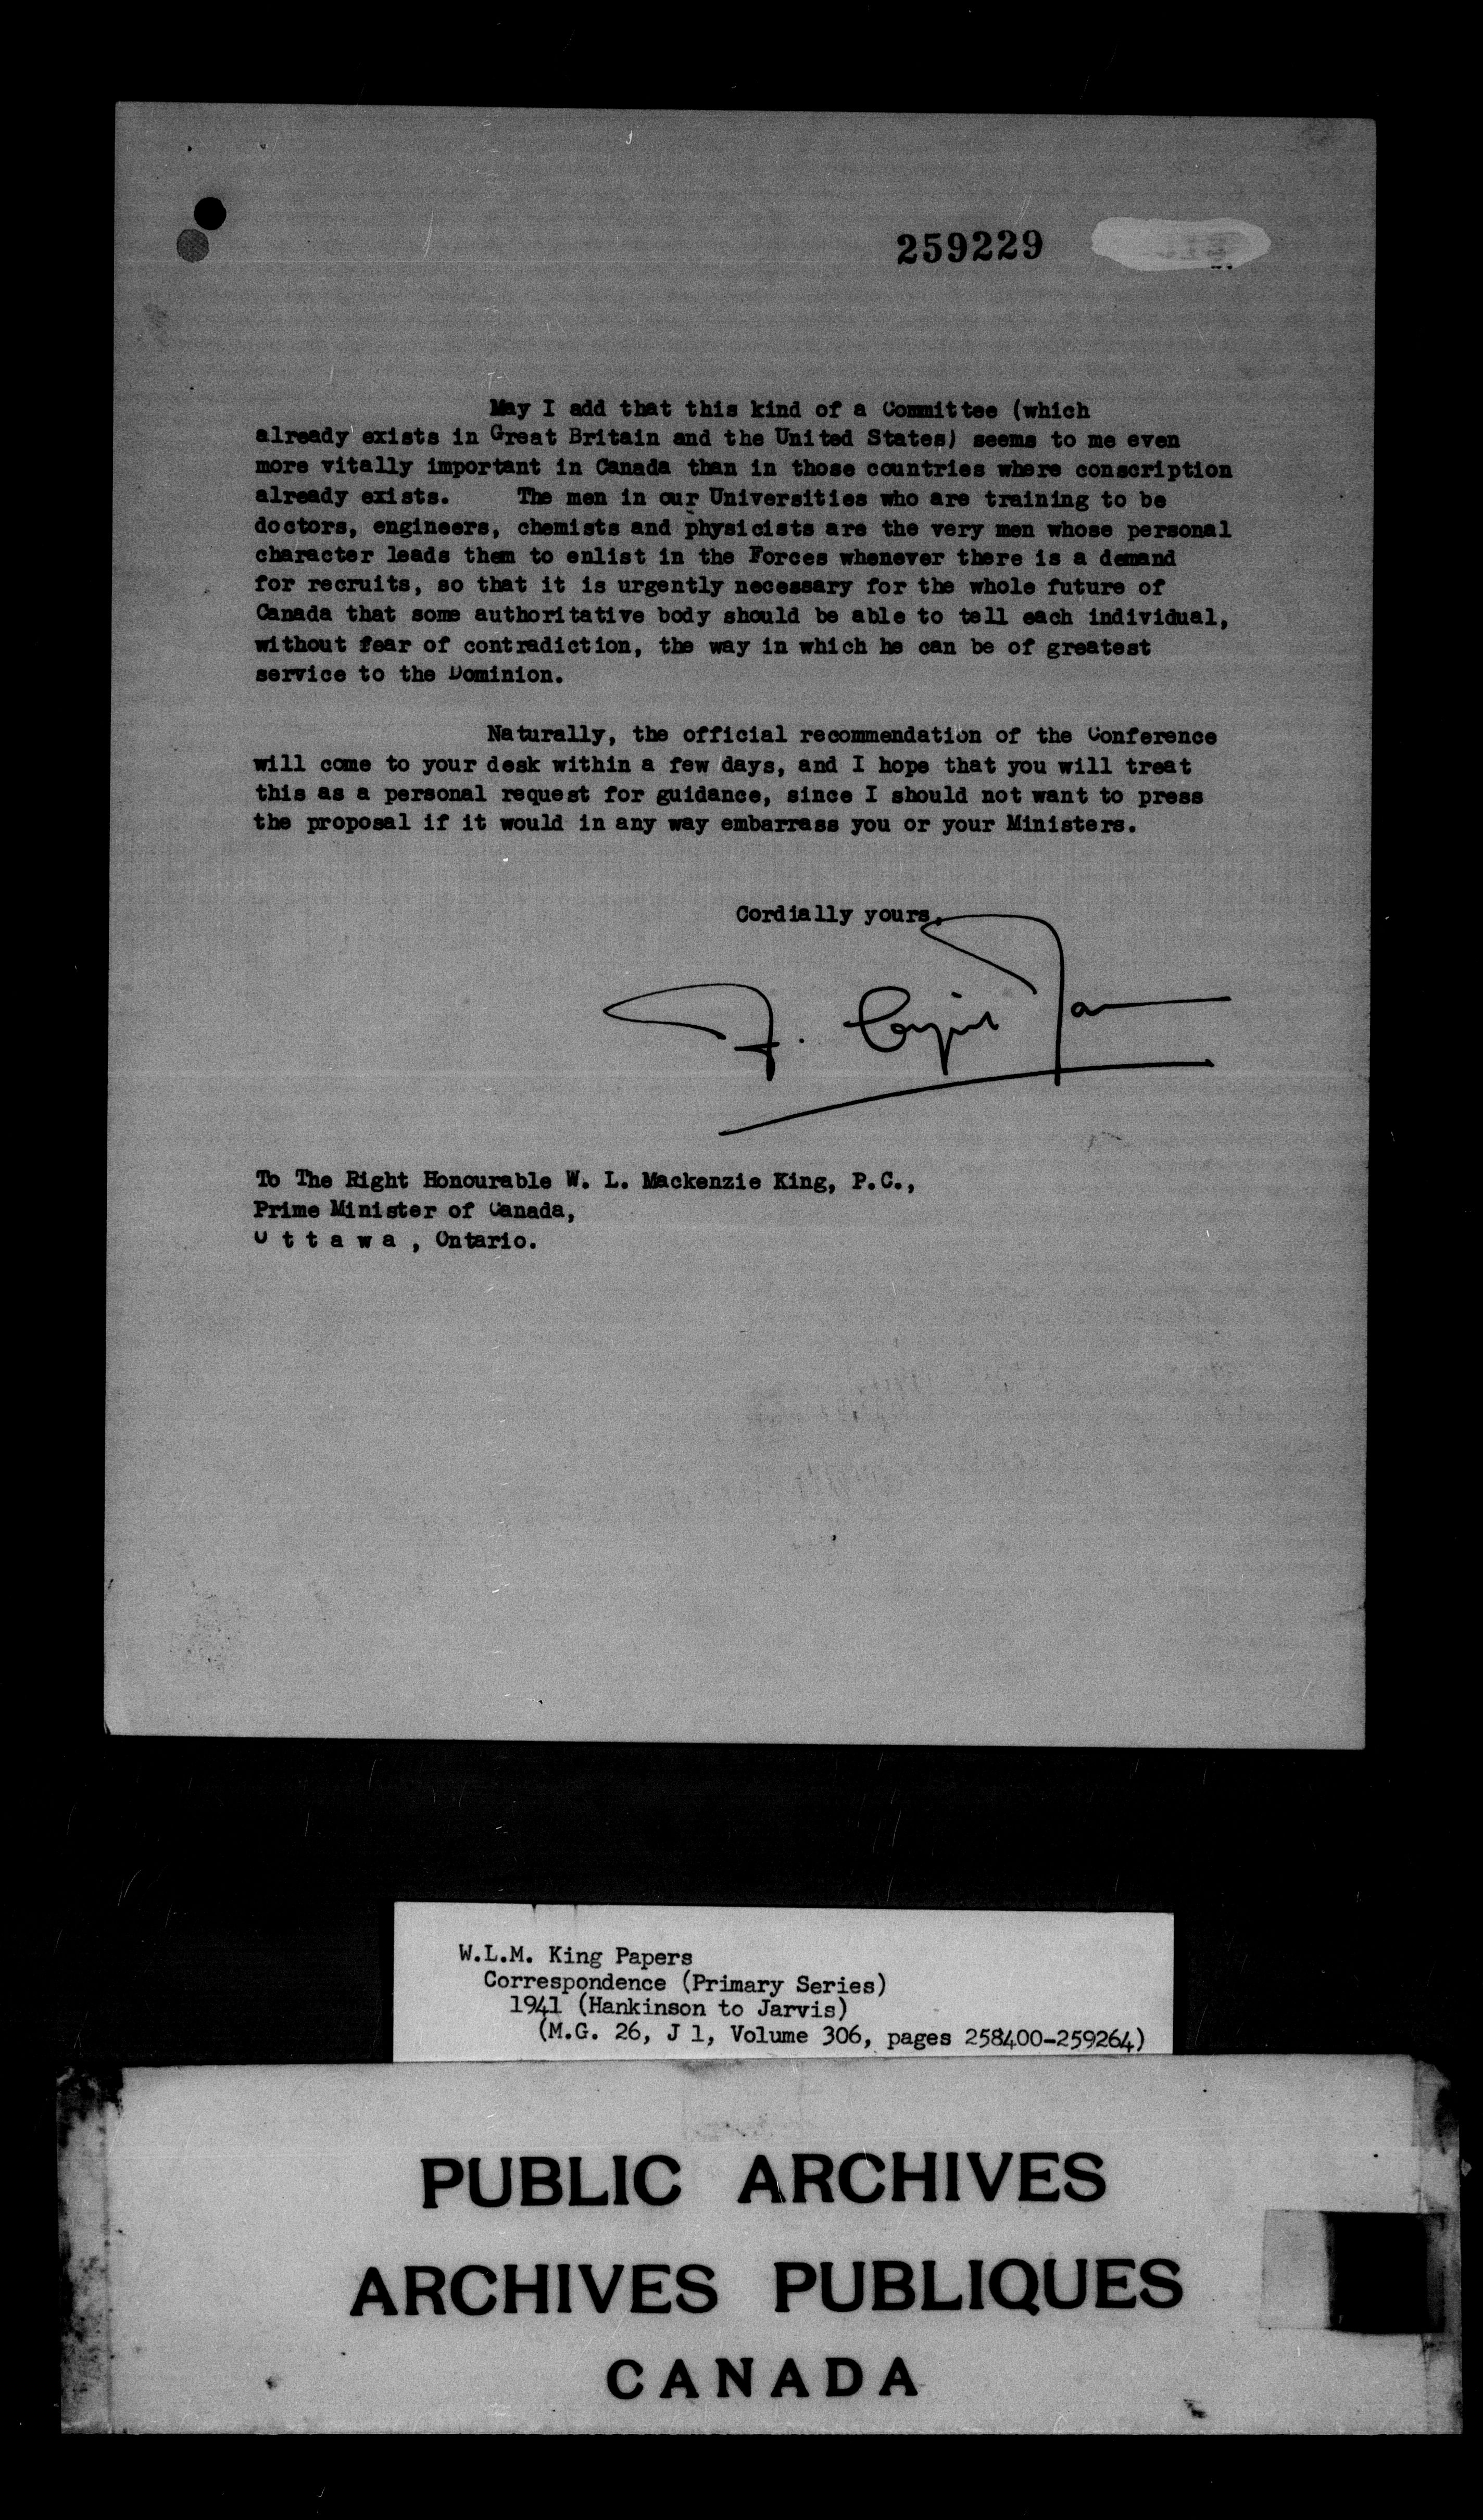 259229
May I add that this kind of a Committee (which
already exists in Great Britain and the United States) seems to me even
more vitally important in Canada than in those countries where conscription
already exists. The men in our Universities who are training to be
doctors, engineers, chemists and physicists are the very men whose personal
character leads them to enlist in the Forces whenever there is a demand
for recruits, so that it is urgently necessary for the whole future of
Canada that some authoritative body should be able to tell each individual,
without fear of contradiction, the way in which he can be of greatest
service to the Dominion.
Naturally, the official recommendation of the Conference
will come to your desk within a few days, and I hope that you will treat
this as a personal request for guidance, since I should not want to press
the proposal if it would in any way embarrass you or your Ministers.
Cordially yours,
F. Cyril James
To The Right Honourable W. L. Mackenzie King, P.C.,
Prime Minister of Canada,
O t t a w a , Ontario.
W.L.M. King Papers
Correspondence (Primary Series)
1941 (Hankinson to Jarvis)
(M.G. 26, J 1, Volume 306, pages 258400-259264)
PUBLIC ARCHIVES
ARCHIVES PUBLIQUES
CANADA